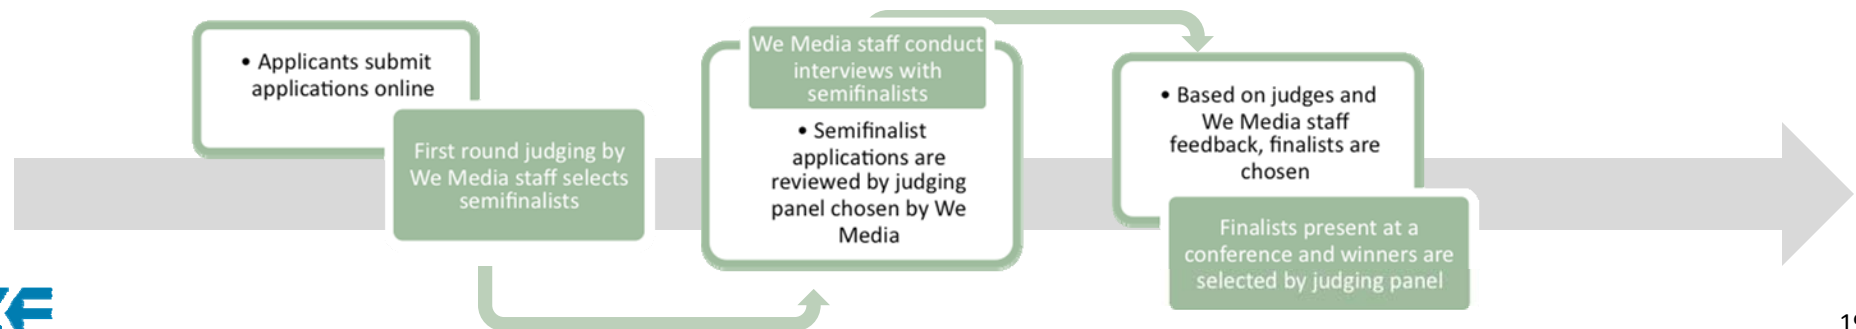 • Applicants submit
applications online
First round judging by
We Media staff selects
semifinalists
We Media staff conduct
interviews with
semifinalists
• Semifinalist
applications are
reviewed by judging
panel chosen by We
Media
• Based on judges and
We Media staff
feedback, finalists are
chosen
Finalists present at a
conference and winners are
selected by judging panel